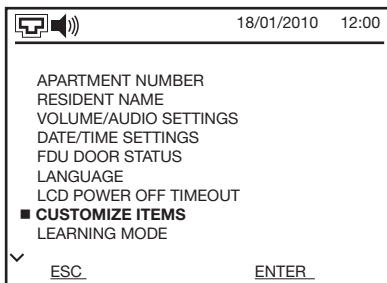 18/01/2010 12:00
APARTMENT NUMBER
RESIDENT NAME
VOLUME/AUDIO SETTINGS
DATE/TIME SETTINGS
FDU DOOR STATUS
LANGUAGE
LCD POWER OFF TIMEOUT
CUSTOMIZE ITEMS
LEARNING MODE
ESC ENTER